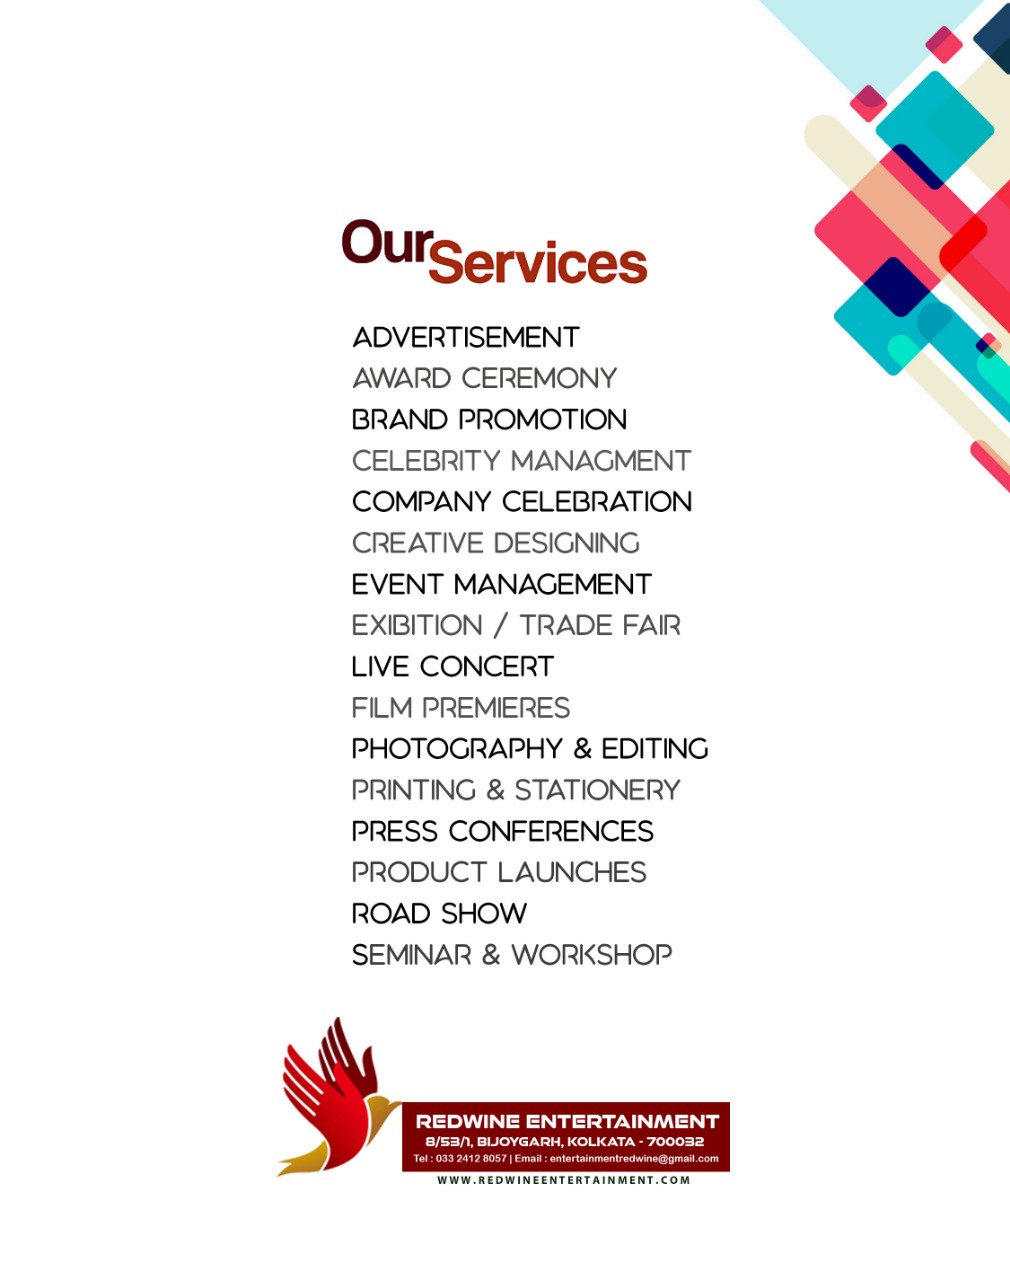 Our Services
ADVERTISEMENT
AWARD CEREMONY
BRAND PROMOTION
CELEBRITY MANAGMENT
COMPANY CELEBRATION
CREATIVE DESIGNING
EVENT MANAGEMENT
EXIBITION / TRADE FAIR
LIVE CONCERT
FILM PREMIERES
PHOTOGRAPHY & EDITING
PRINTING & STATIONERY
PRESS CONFERENCES
PRODUCT LAUNCHES
ROAD SHOW
SEMINAR & WORKSHOP
REDWINE ENTERTAINMENT
8/53/1, BIJOYGARH, KOLKATA - 700032
Tel : 033 2412 8057 | Email : entertainmentredwine@gmail.com
WWW.REDWINEENTERTAINMENT.COM